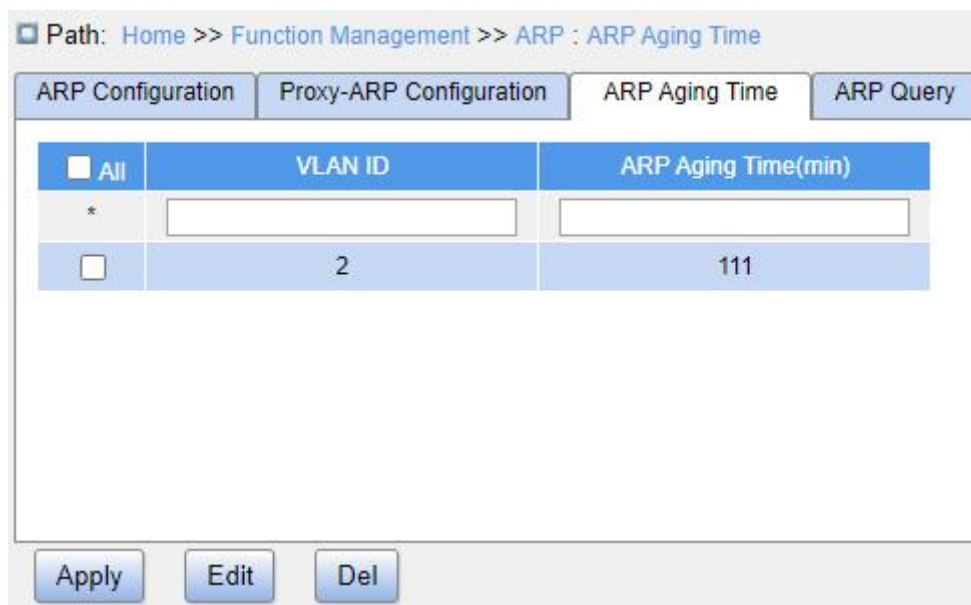 Path: Home >> Function Management >> ARP : ARP Aging Time
ARP Configuration Proxy-ARP Configuration ARP Aging Time ARP Query
All VLAN ID ARP Aging Time(min)
*
2 111
Apply Edit Del